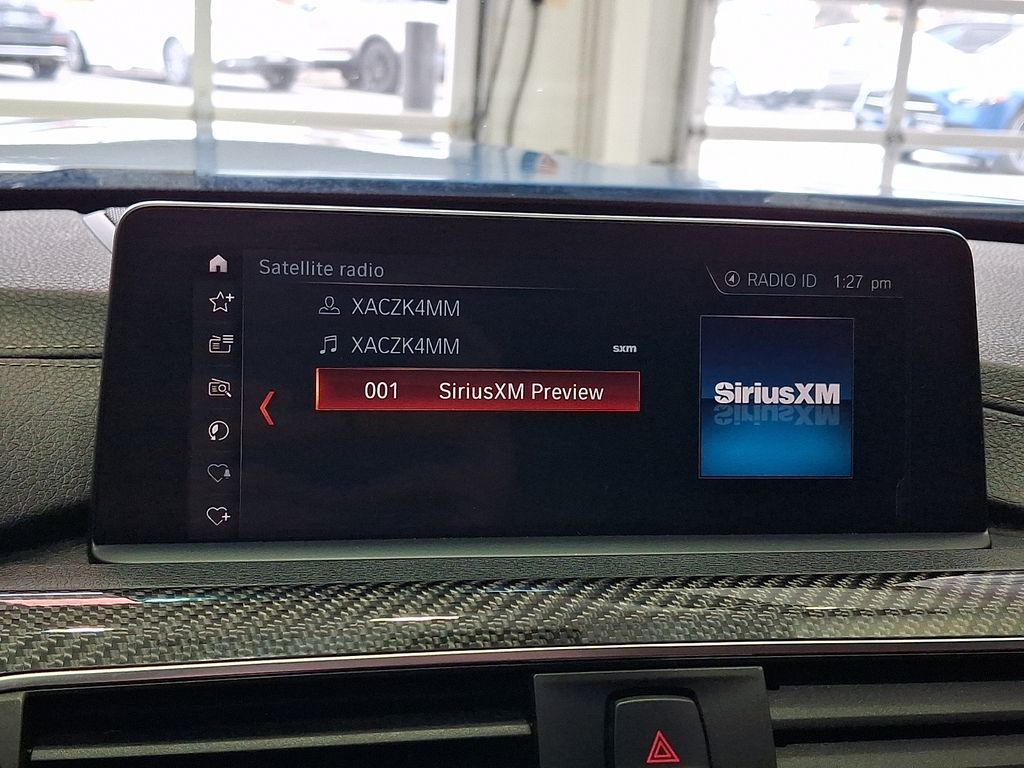 Satellite radio
RADIO ID 1:27 pm
XACZK4MM
XACZK4MM
sxm
001 SiriusXM Preview
SiriusXM